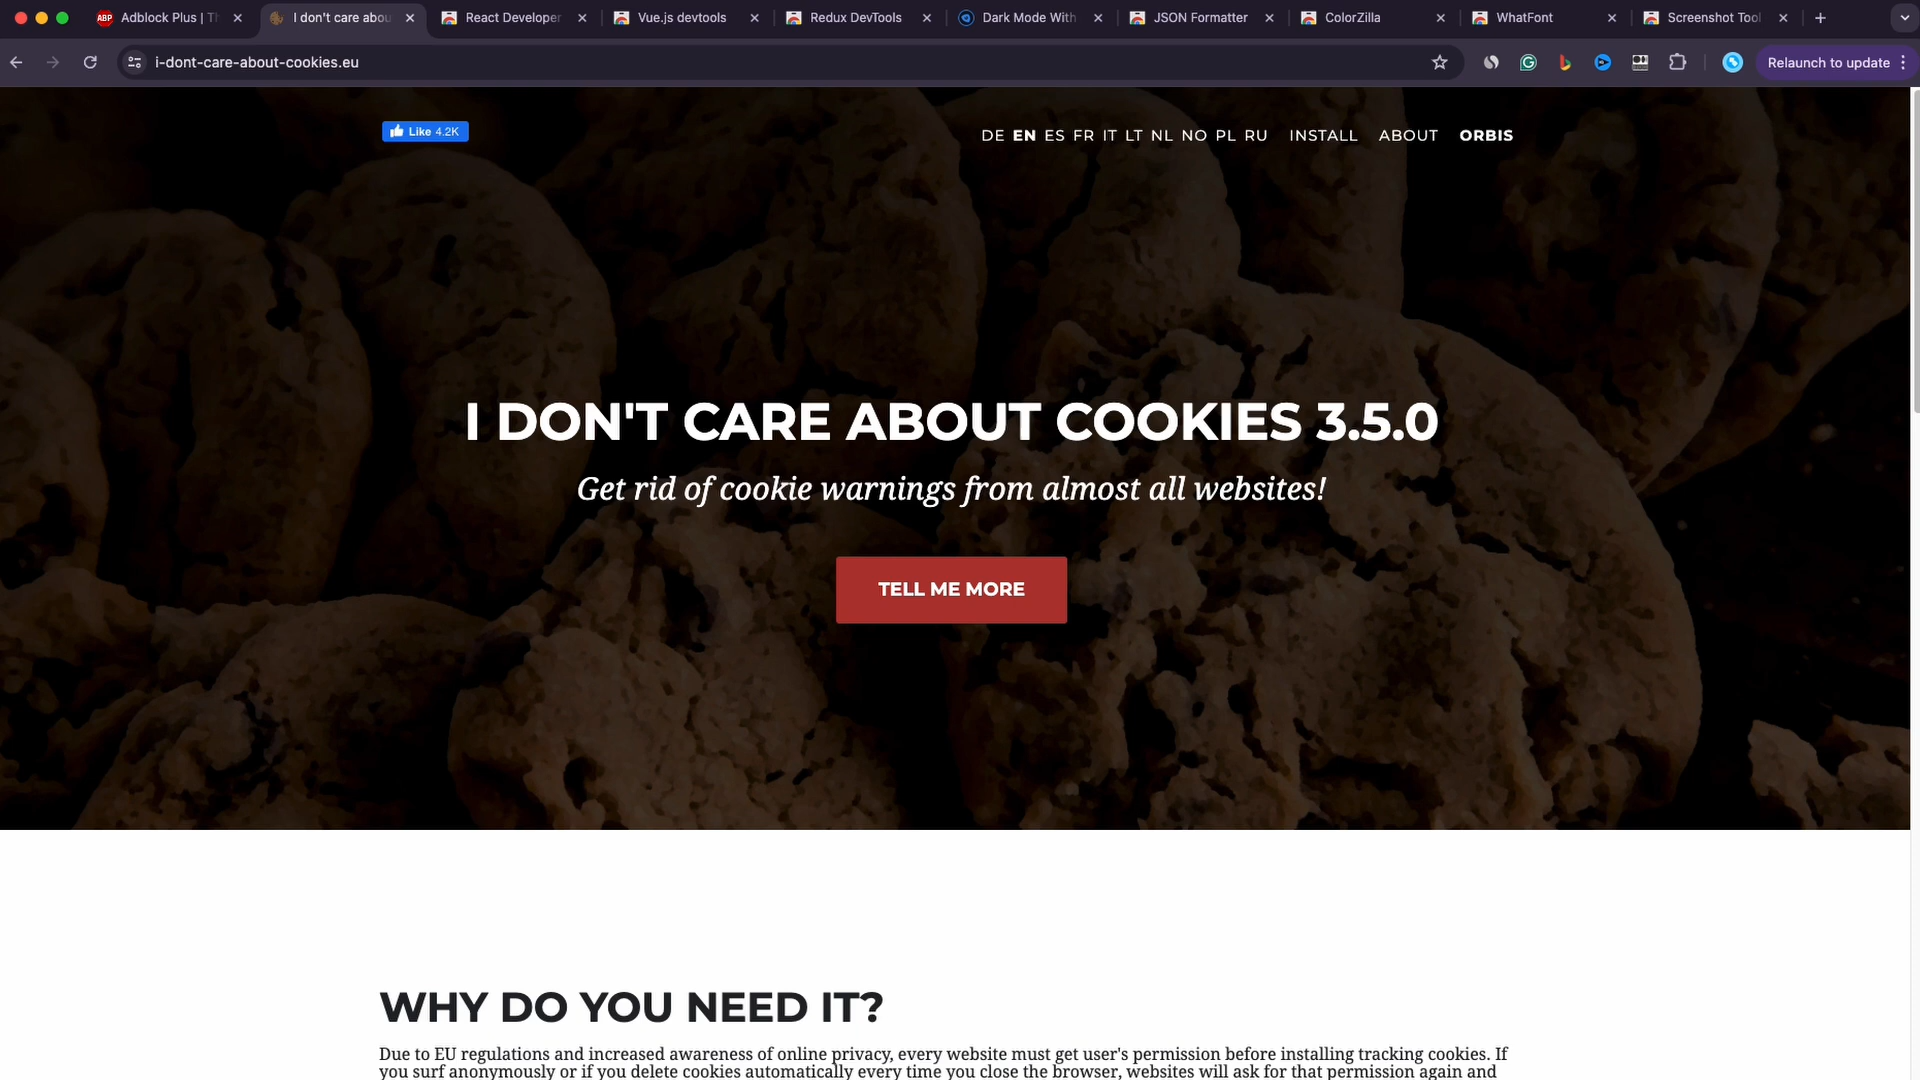 ABP
Adblock Plus | Th
I don't care abou
React Developer
Vue.js devtools
Redux DevTools
Dark Mode With
JSON Formatter
ColorZilla
WhatFont
Screenshot Tool
i-dont-care-about-cookies.eu
Relaunch to update
Like 4.2K
DE EN ES FR IT LT NL NO PL RU INSTALL ABOUT ORBIS
I DON'T CARE ABOUT COOKIES 3.5.0
Get rid of cookie warnings from almost all websites!
TELL ME MORE
WHY DO YOU NEED IT?
Due to EU regulations and increased awareness of online privacy, every website must get user's permission before installing tracking cookies. If
you surf anonymously or if you delete cookies automatically every time you close the browser, websites will ask for that permission again and